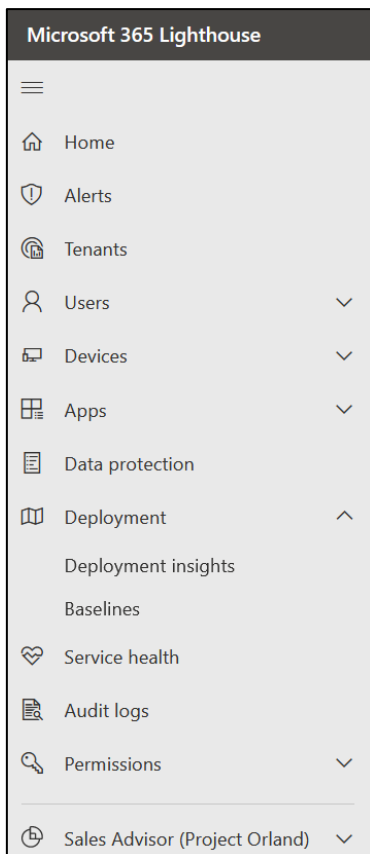 Microsoft 365 Lighthouse
Home
Alerts
Tenants
Users
Devices
Apps
Data protection
Deployment
Deployment insights
Baselines
Service health
Audit logs
Permissions
Sales Advisor (Project Orland)